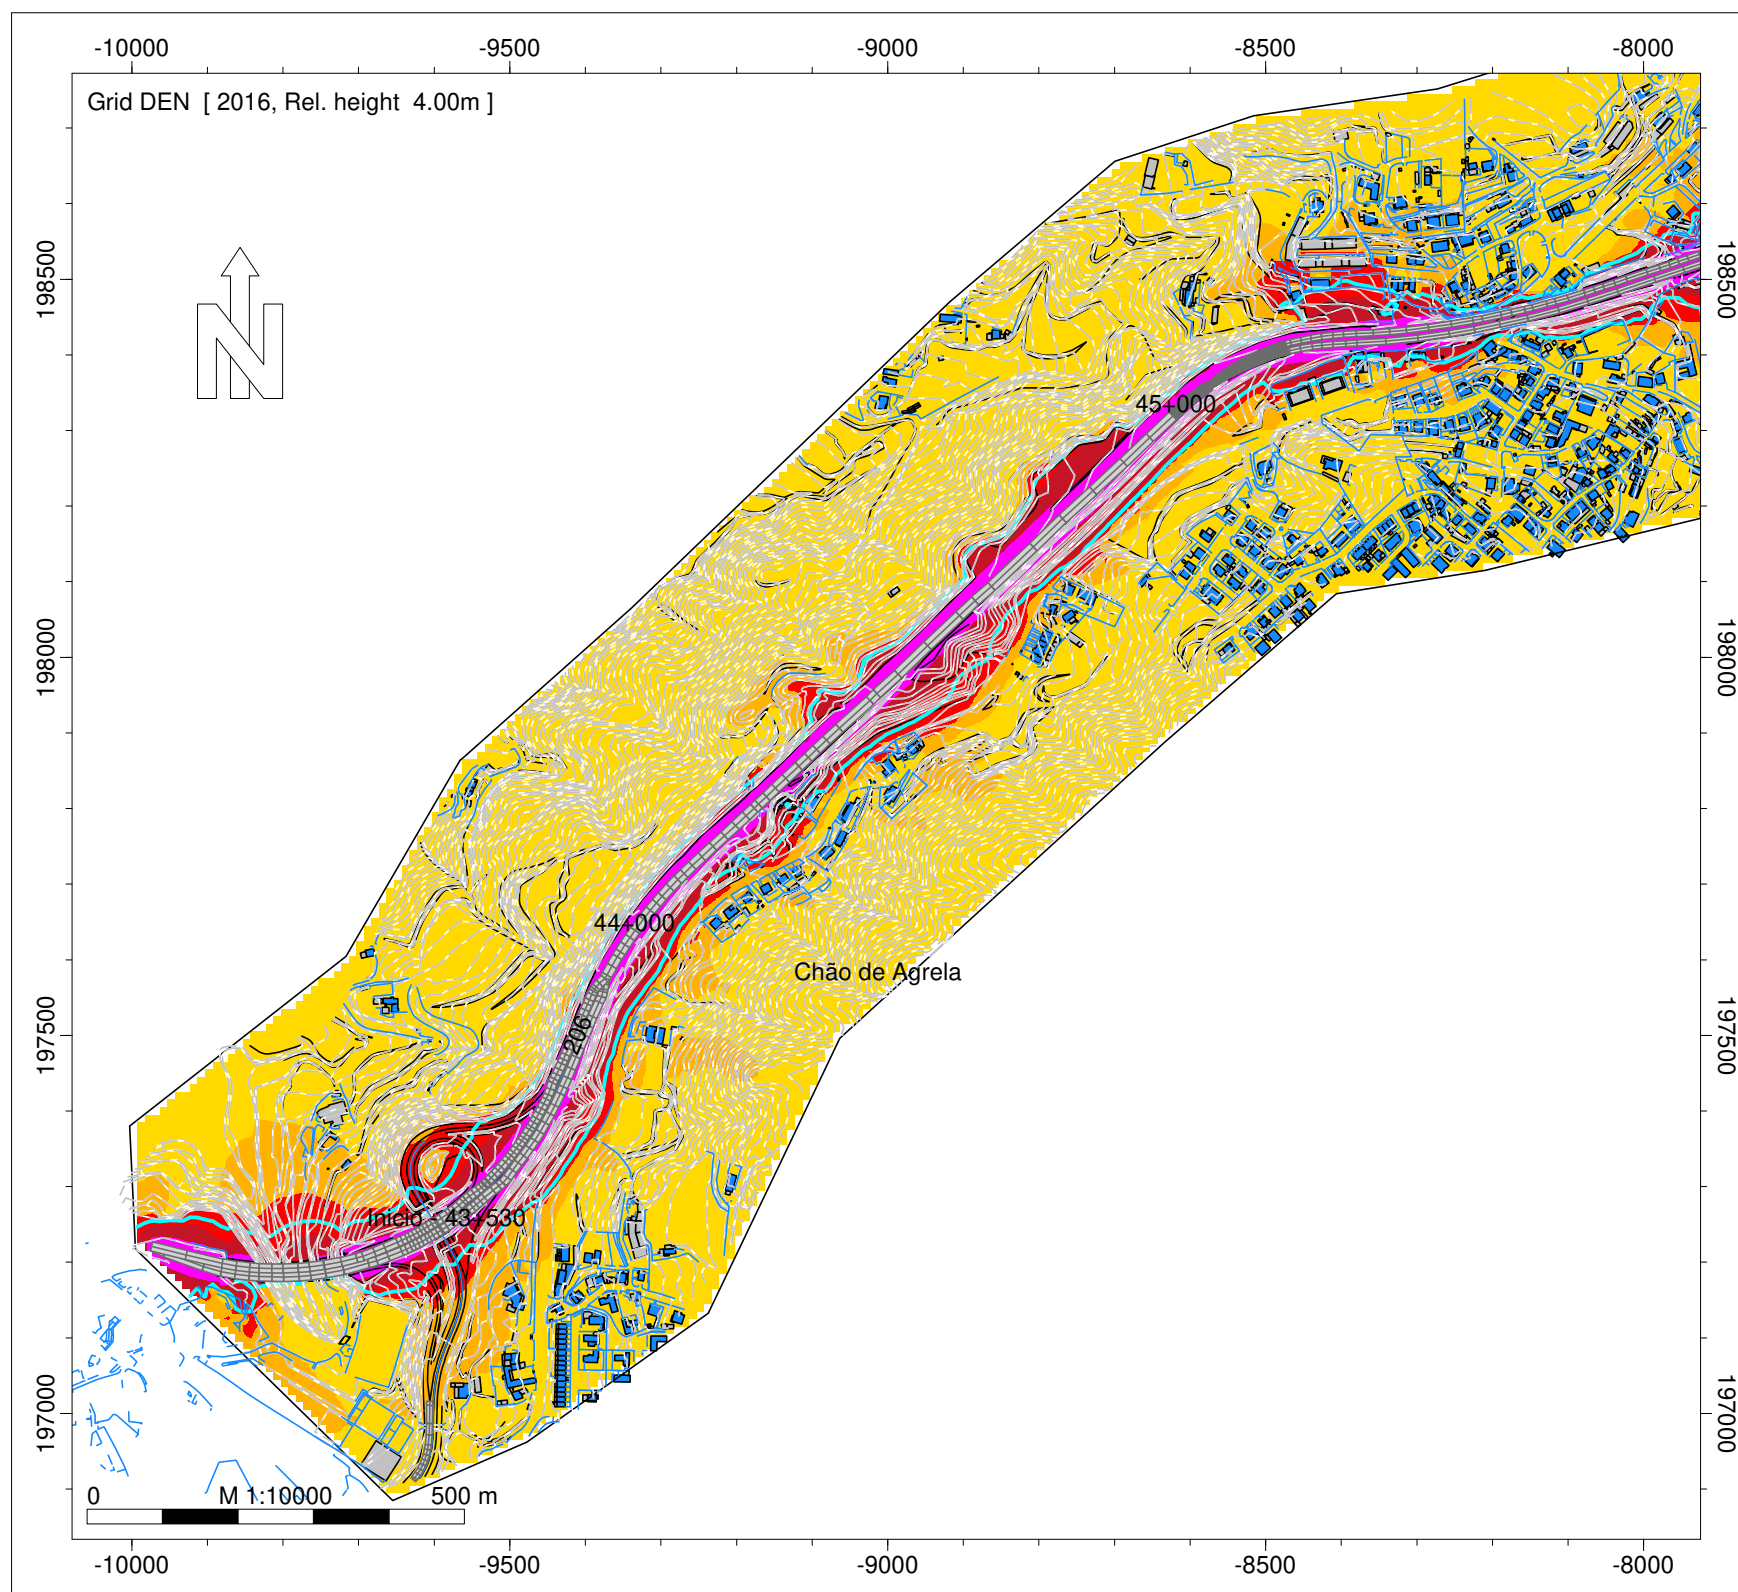 -10000 -9500 -9000 -8500 -8000
Grid DEN [ 2016, Rel. height 4.00m ]
198500 198500
N
45+000
198000 198000
44+000
Chão de Agrela
206
197500 197500
Inicio - 43+530
197000 197000
0 M 1:10000 500 m
-10000 -9500 -9000 -8500 -8000